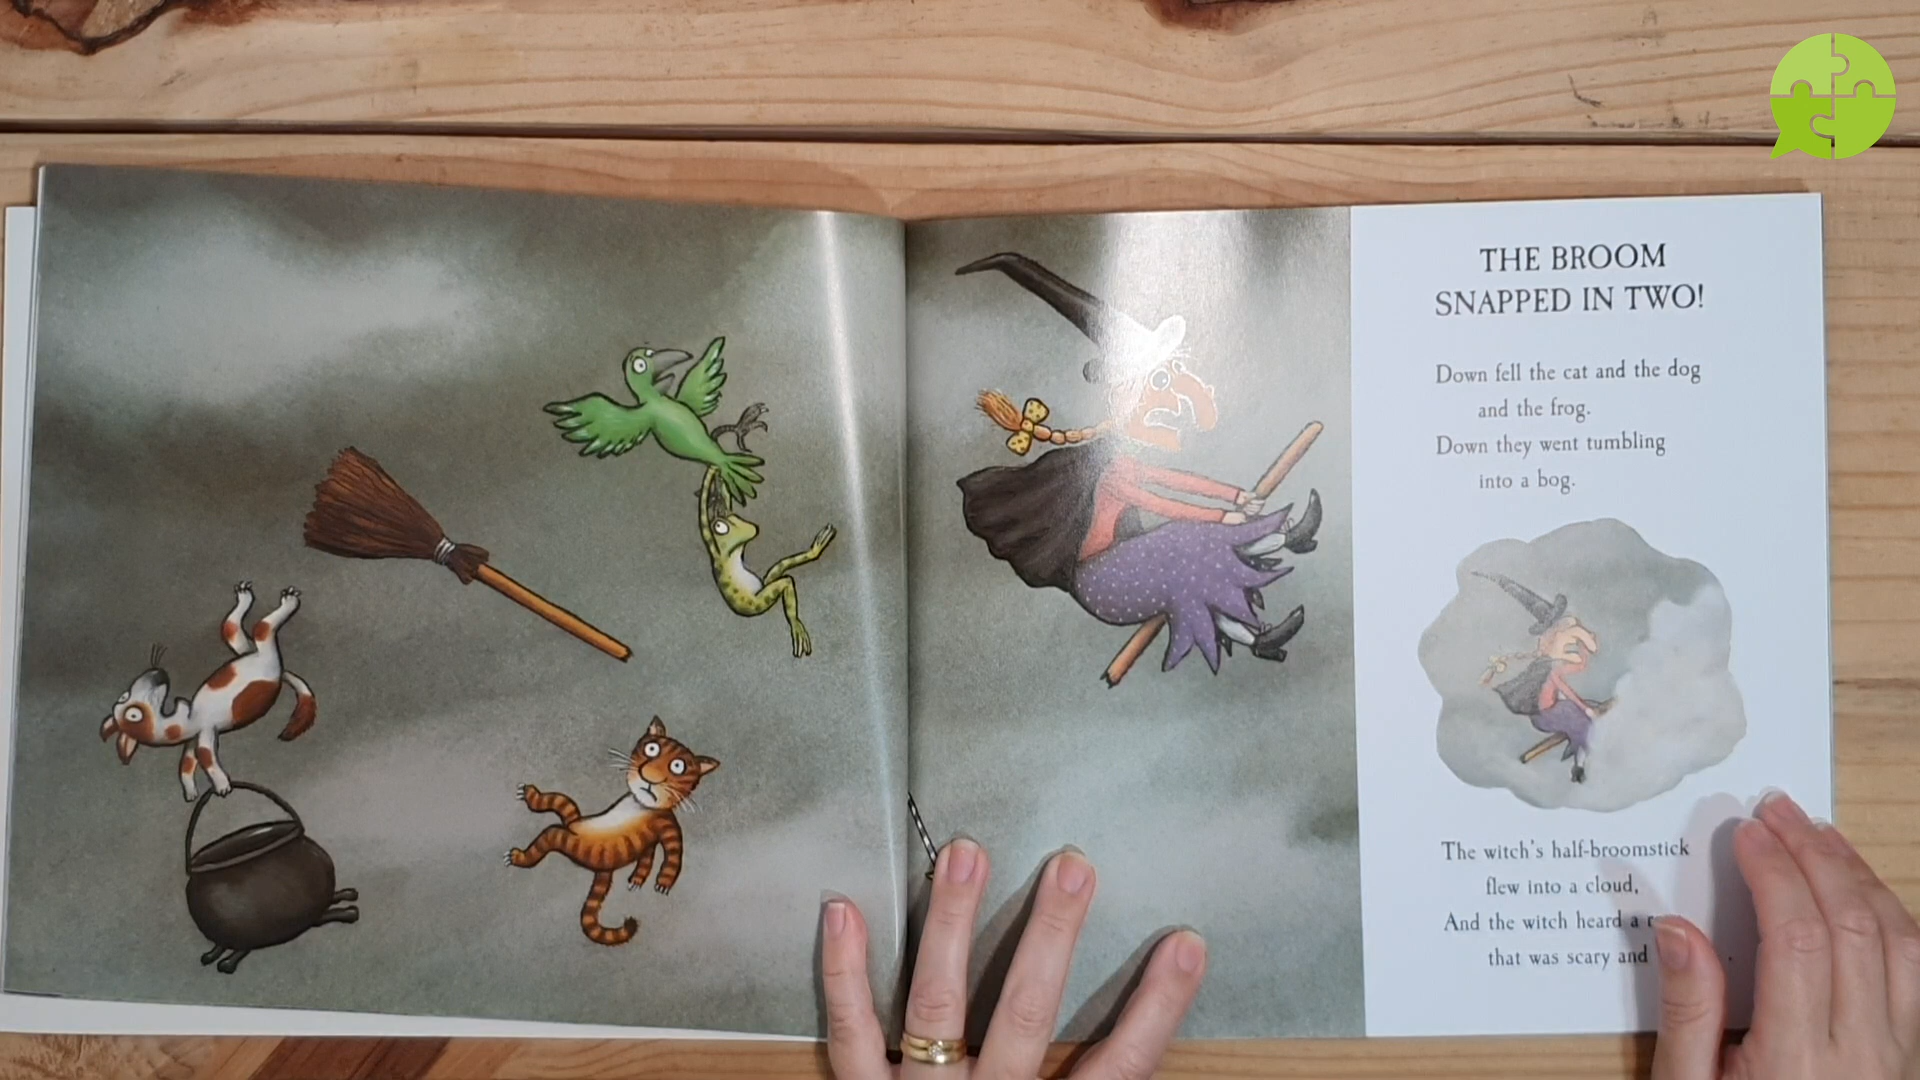 THE BROOM
SNAPPED IN TWO!
Down fell the cat and the dog
and the frog.
Down they went tumbling
into a bog.
The witch's half-broomstick
flew into a cloud,
And the witch heard a
that was scary and